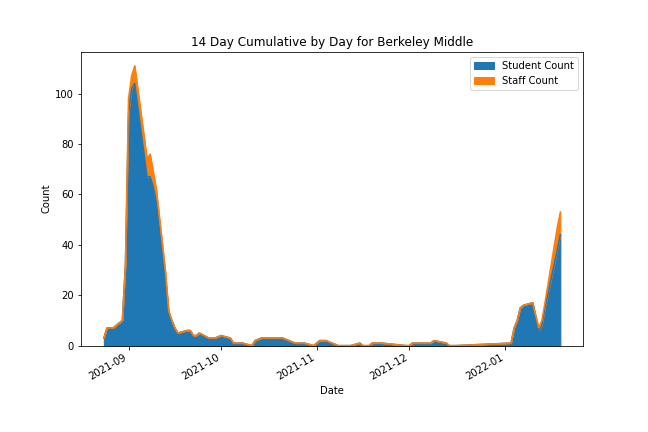 14 Day Cumulative by Day for Berkeley Middle
Student Count
Staff Count
100
80
60
40
20
0
Count
2021-09
2021-10
2021-11
2021-12
2022-01
Date